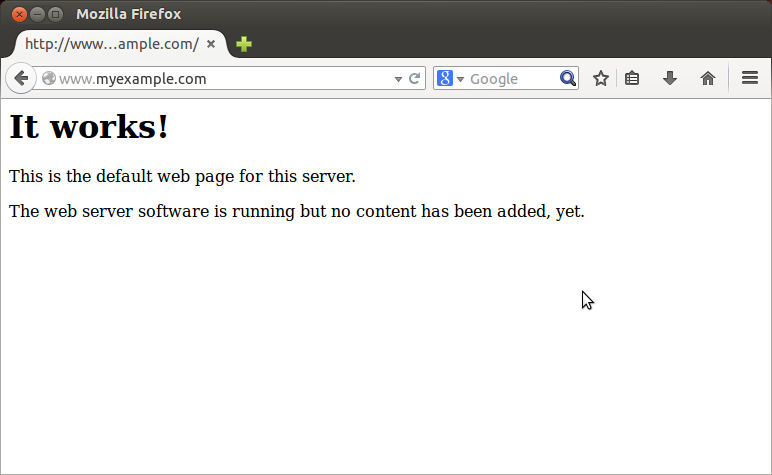 Mozilla Firefox
http://www...ample.com/
www.myexample.com
8 Google
It works!
This is the default web page for this server.
The web server software is running but no content has been added, yet.